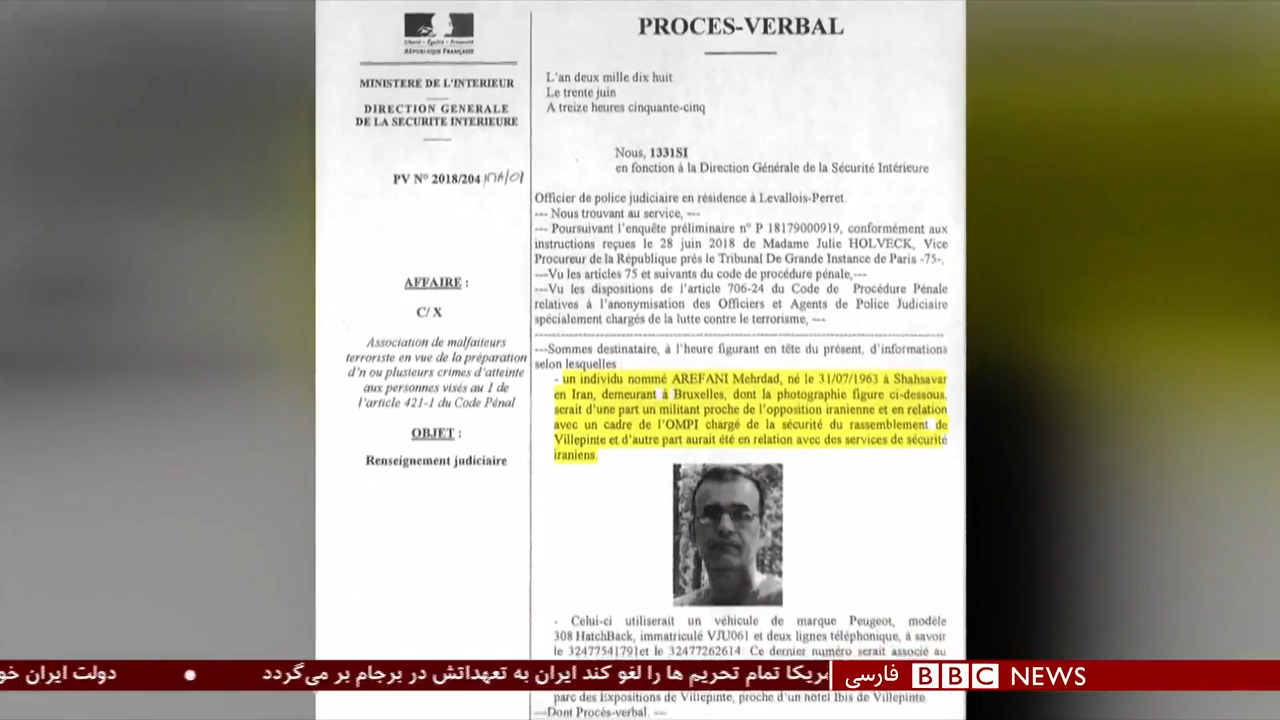 Liberté • Égalité • Fraternité
RÉPUBLIQUE FRANÇAISE
MINISTERE DE L'INTERIEUR
DIRECTION GENERALE
DE LA SECURITE INTERIEURE
PV N° 2018/204
AFFAIRE :
C/ X
Association de malfaiteurs
terroriste en vue de la préparation
d'n ou plusieurs crimes d'atteinte
aux personnes visés au 1 de
l'article 421-1 du Code Pénal
OBJET :
Renseignement judiciaire
PROCES-VERBAL
L'an deux mille dix huit
Le trente juin
A treize heures cinquante-cinq
Nous, 1331SI
en fonction à la Direction Générale de la Sécurité Intérieure
Officier de police judiciaire en résidence à Levallois-Perret.
--- Nous trouvant au service, ---
--- Poursuivant l'enquête préliminaire n° P 18179000919, conformément aux
instructions reçues le 28 juin 2018 de Madame Julie HOLVECK, Vice
Procureur de la République près le Tribunal De Grande Instance de Paris -75-,
---Vu les articles 75 et suivants du code de procédure pénale,---
---Vu les dispositions de l'article 706-24 du Code de Procédure Pénale
relatives à l'anonymisation des Officiers et Agents de Police Judiciaire
spécialement chargés de la lutte contre le terrorisme, ---
---Sommes destinataire, à l'heure figurant en tête du présent, d'informations
selon lesquelles :
- un individu nommé AREFANI Mehrdad, né le 31/07/1963 à Shahsavar
en Iran, demeurant à Bruxelles, dont la photographie figure ci-dessous,
serait d'une part un militant proche de l'opposition iranienne et en relation
avec un cadre de l'OMPI chargé de la sécurité du rassemblement de
Villepinte et d'autre part aurait été en relation avec des services de sécurité
iraniens.
- Celui-ci utiliserait un véhicule de marque Peugeot, modèle
308 HatchBack, immatriculé VJU061 et deux lignes téléphonique, à savoir
le 32477541791et le 32477262614 Ce dernier numéro serait associé au
parc des Expositions de Villepinte, proche d'un hôtel Ibis de Villepinte
---Dont Procès-verbal. ---
مریکا تمام تحریم ها را لغو کند ایران به تعهداتش در برجام بر می‌گردد ● دولت ایران خو
BBC NEWS فارسی